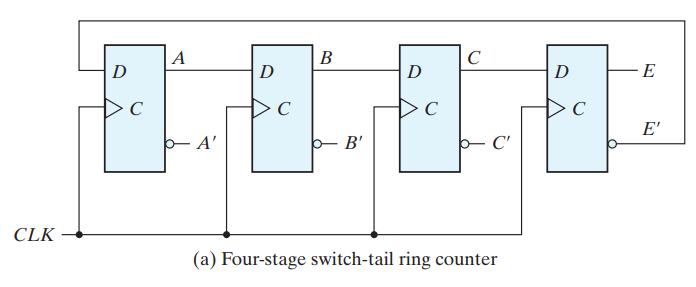 A B C
D D D D E
C C C C
A' B' C' E'
CLK
(a) Four-stage switch-tail ring counter